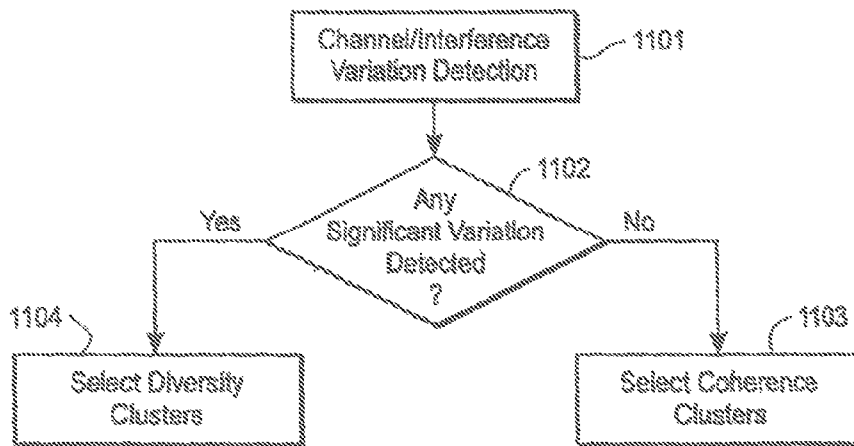 Channel/Interference
Variation Detection
1101
1102
Any
Significant Variation
Detected
?
Yes
No
1104
1103
Select Diversity
Clusters
Select Coherence
Clusters